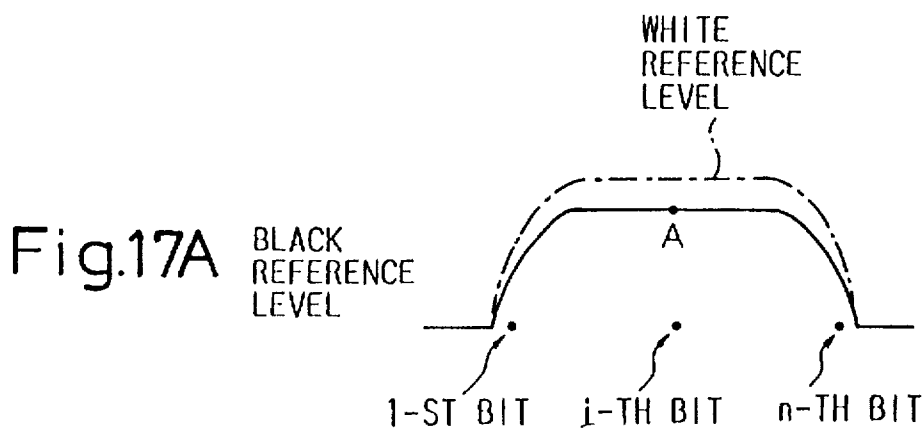 WHITE
REFERENCE
LEVEL
Fig.17A
BLACK
REFERENCE
LEVEL
A
1-ST BIT
i-TH BIT
n-TH BIT